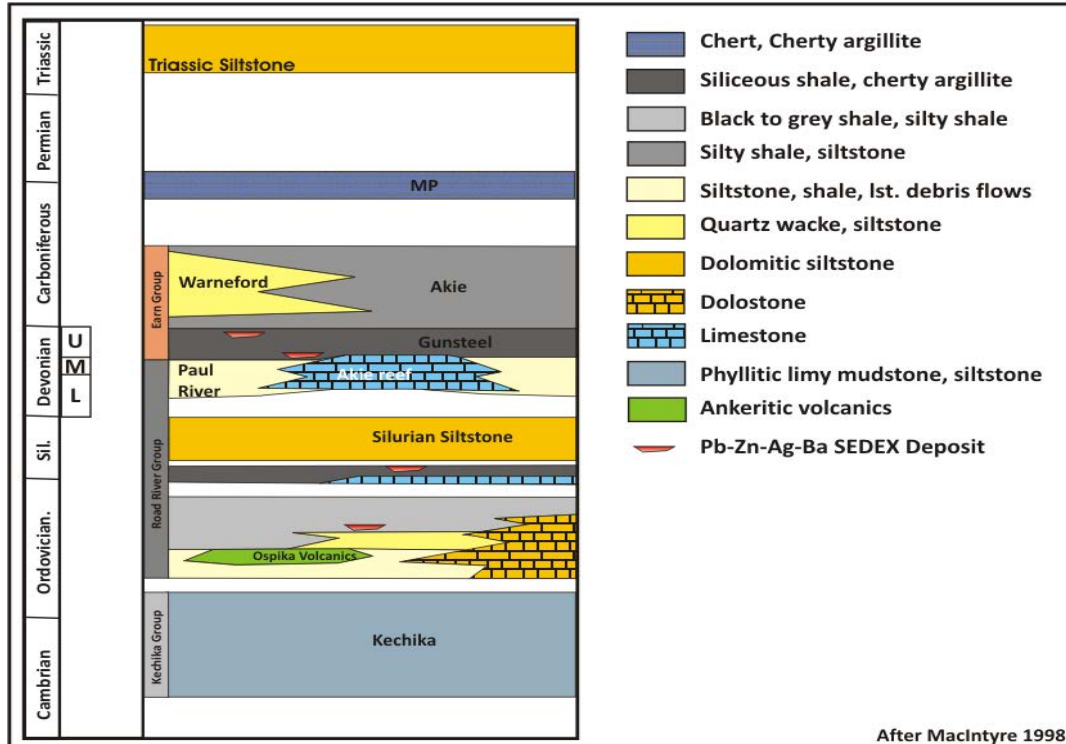 Triassic
Permian
Carboniferous
Devonian
Sil.
Ordovician.
Cambrian
U
M
L
Earn Group
Road River Group
Kechika Group
Triassic Siltstone
MP
Warneford
Akie
Gunsteel
Paul
River
Akie reef
Silurian Siltstone
Ospika Volcanics
Kechika
Chert, Cherty argillite
Siliceous shale, cherty argillite
Black to grey shale, silty shale
Silty shale, siltstone
Siltstone, shale, lst. debris flows
Quartz wacke, siltstone
Dolomitic siltstone
Dolostone
Limestone
Phyllitic limy mudstone, siltstone
Ankeritic volcanics
Pb-Zn-Ag-Ba SEDEX Deposit
After MacIntyre 1998